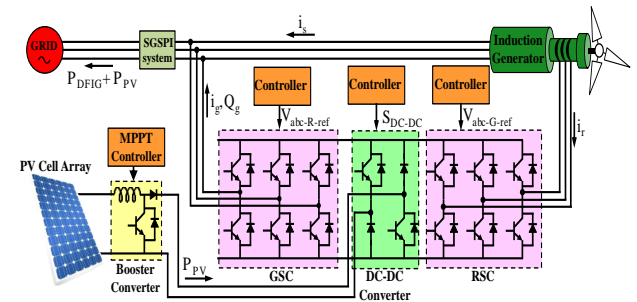 i_s
GRID
SGSPI
system
Induction
Generator
P_DFIG+P_PV
i_g,Q_g
Controller
Controller
Controller
V_abc-R-ref
S_DC-DC
V_abc-G-ref
i_r
MPPT
Controller
PV Cell Array
P_PV
Booster
Converter
GSC
DC-DC
Converter
RSC